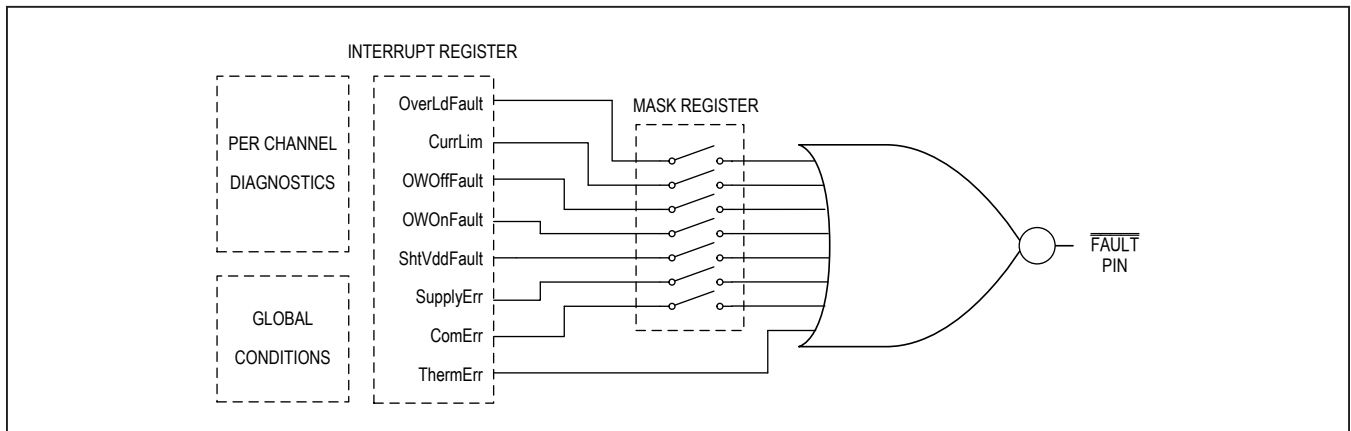 INTERRUPT REGISTER
PER CHANNEL
DIAGNOSTICS
GLOBAL
CONDITIONS
OverLdFault
CurrLim
OWOffFault
OWOnFault
ShtVddFault
SupplyErr
ComErr
ThermErr
MASK REGISTER
FAULT
PIN